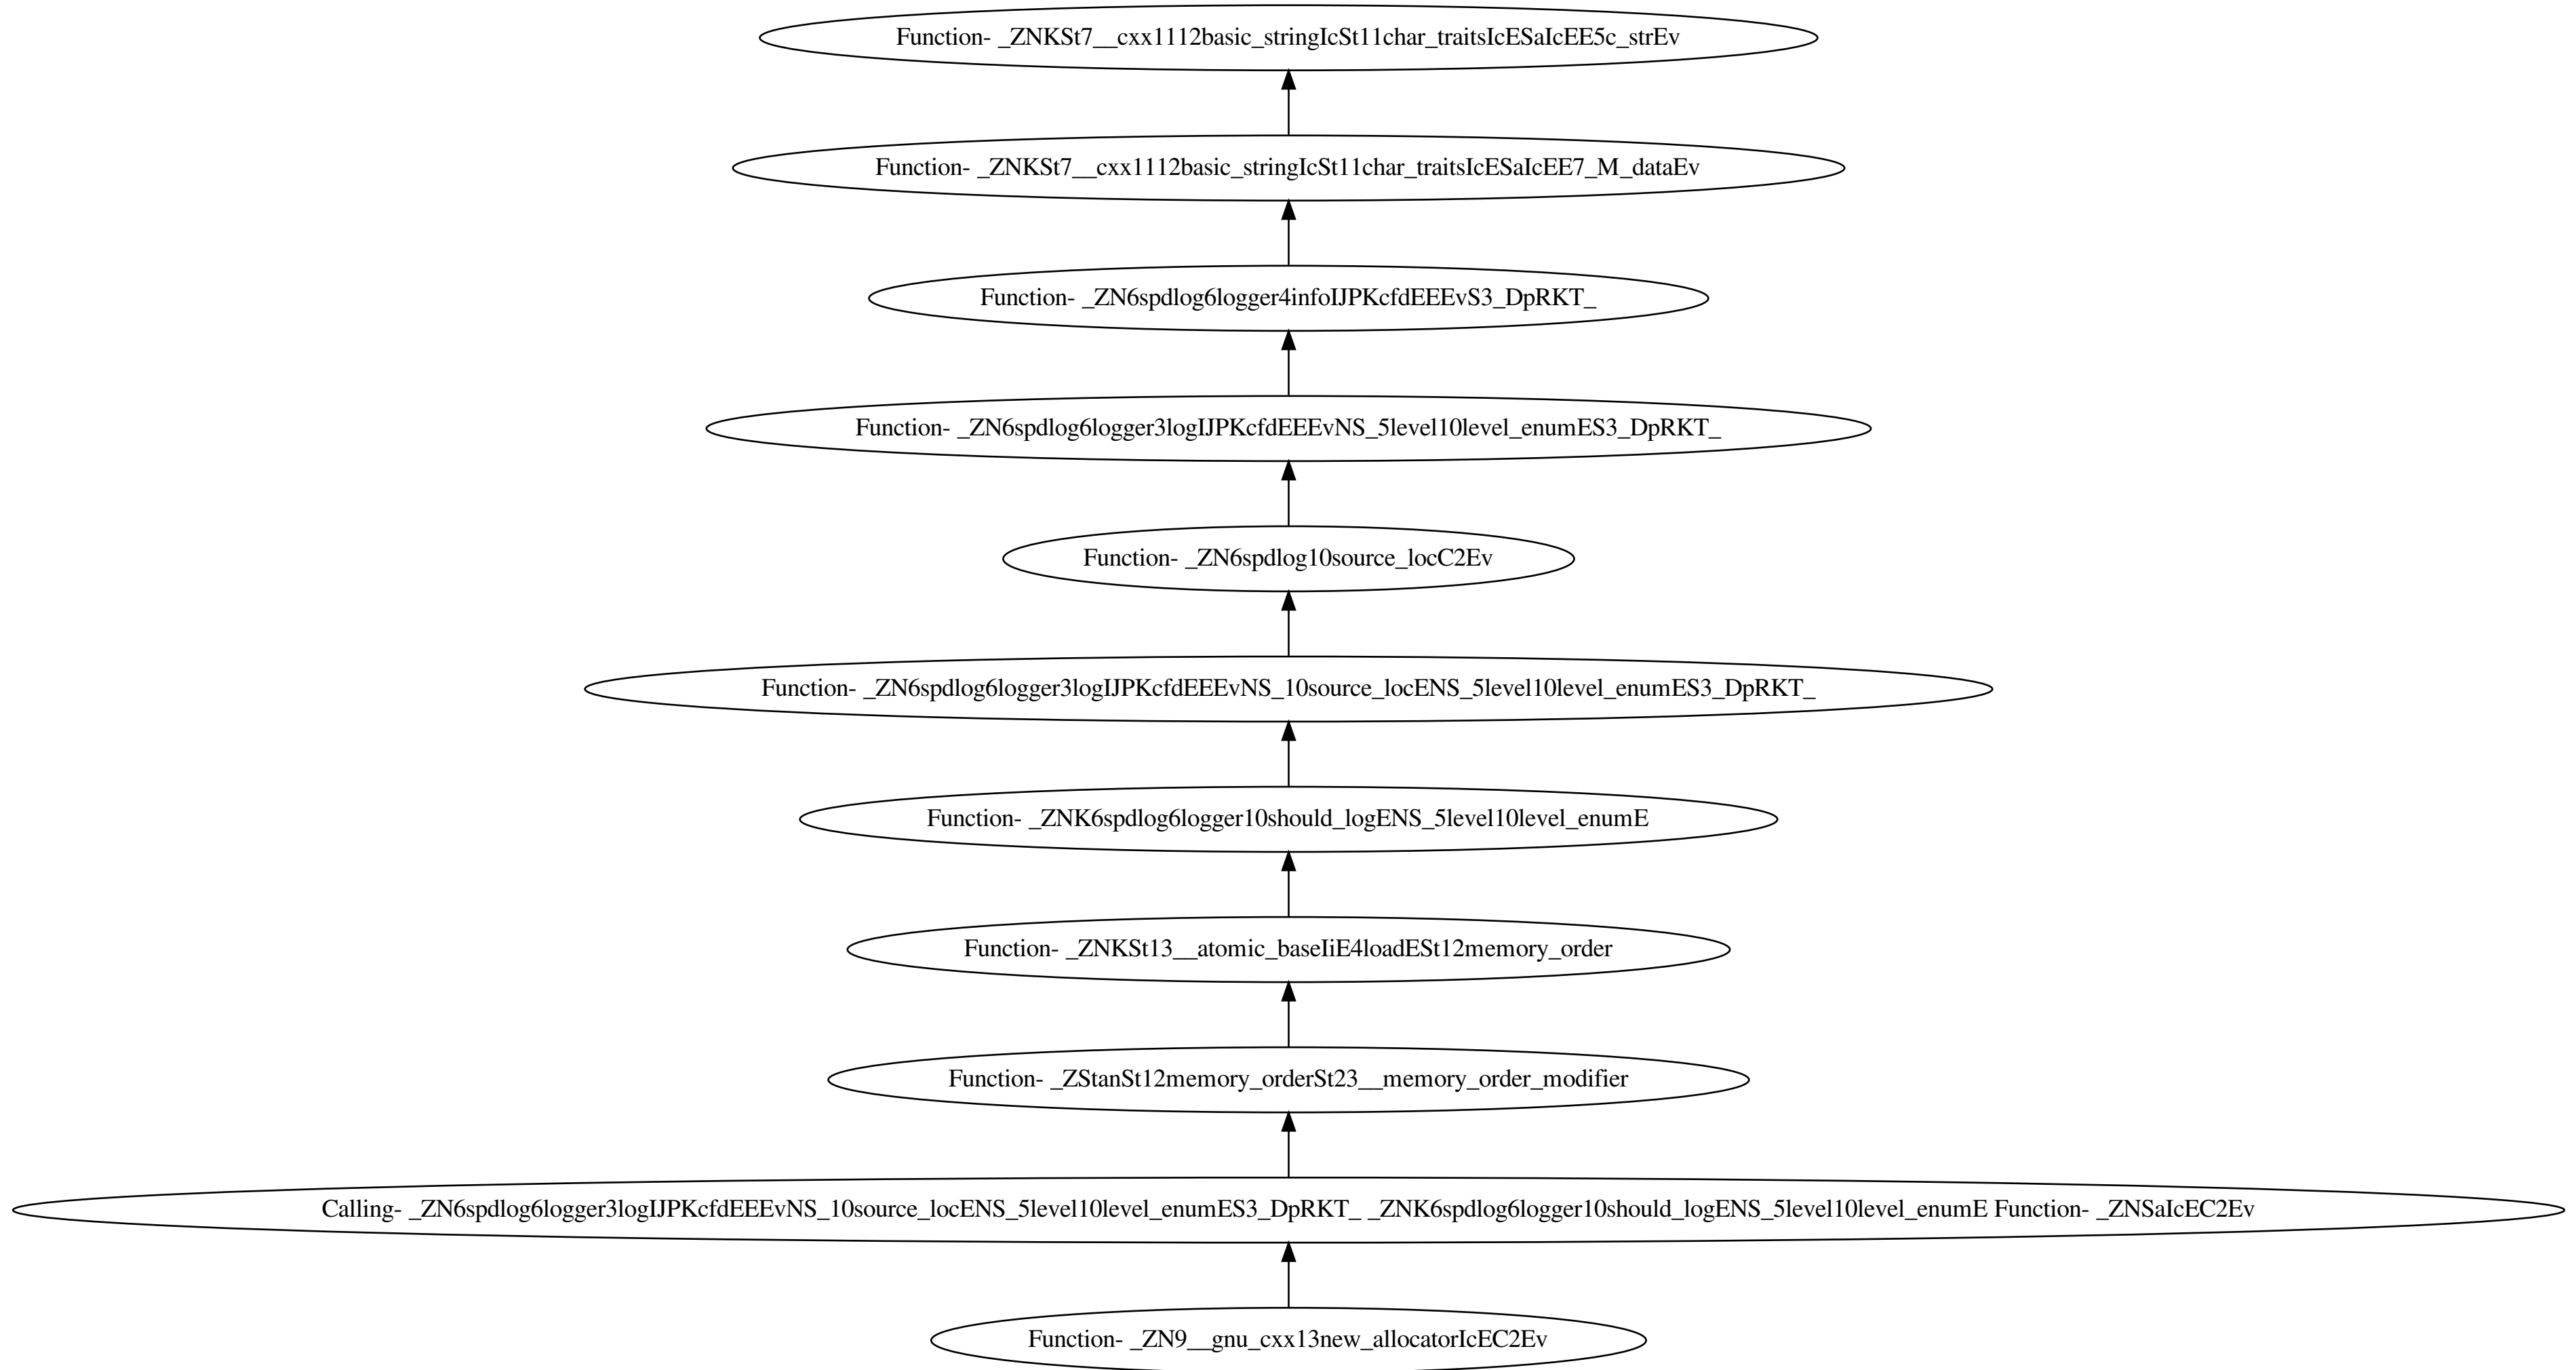 Function- _ZNKSt7__cxx1112basic_stringIcSt11char_traitsIcESaIcEE5c_strEv
Function- _ZNKSt7__cxx1112basic_stringIcSt11char_traitsIcESaIcEE7_M_dataEv
Function- _ZN6spdlog6logger4infoIJPKcfdEEEvS3_DpRKT_
Function- _ZN6spdlog6logger3logIJPKcfdEEEvNS_5level10level_enumES3_DpRKT_
Function- _ZN6spdlog10source_locC2Ev
Function- _ZN6spdlog6logger3logIJPKcfdEEEvNS_10source_locENS_5level10level_enumES3_DpRKT_
Function- _ZNK6spdlog6logger10should_logENS_5level10level_enumE
Function- _ZNKSt13__atomic_baseIiE4loadESt12memory_order
Function- _ZStanSt12memory_orderSt23__memory_order_modifier
Calling- _ZN6spdlog6logger3logIJPKcfdEEEvNS_10source_locENS_5level10level_enumES3_DpRKT_ _ZNK6spdlog6logger10should_logENS_5level10level_enumE Function- _ZNSaIcEC2Ev
Function- _ZN9__gnu_cxx13new_allocatorIcEC2Ev